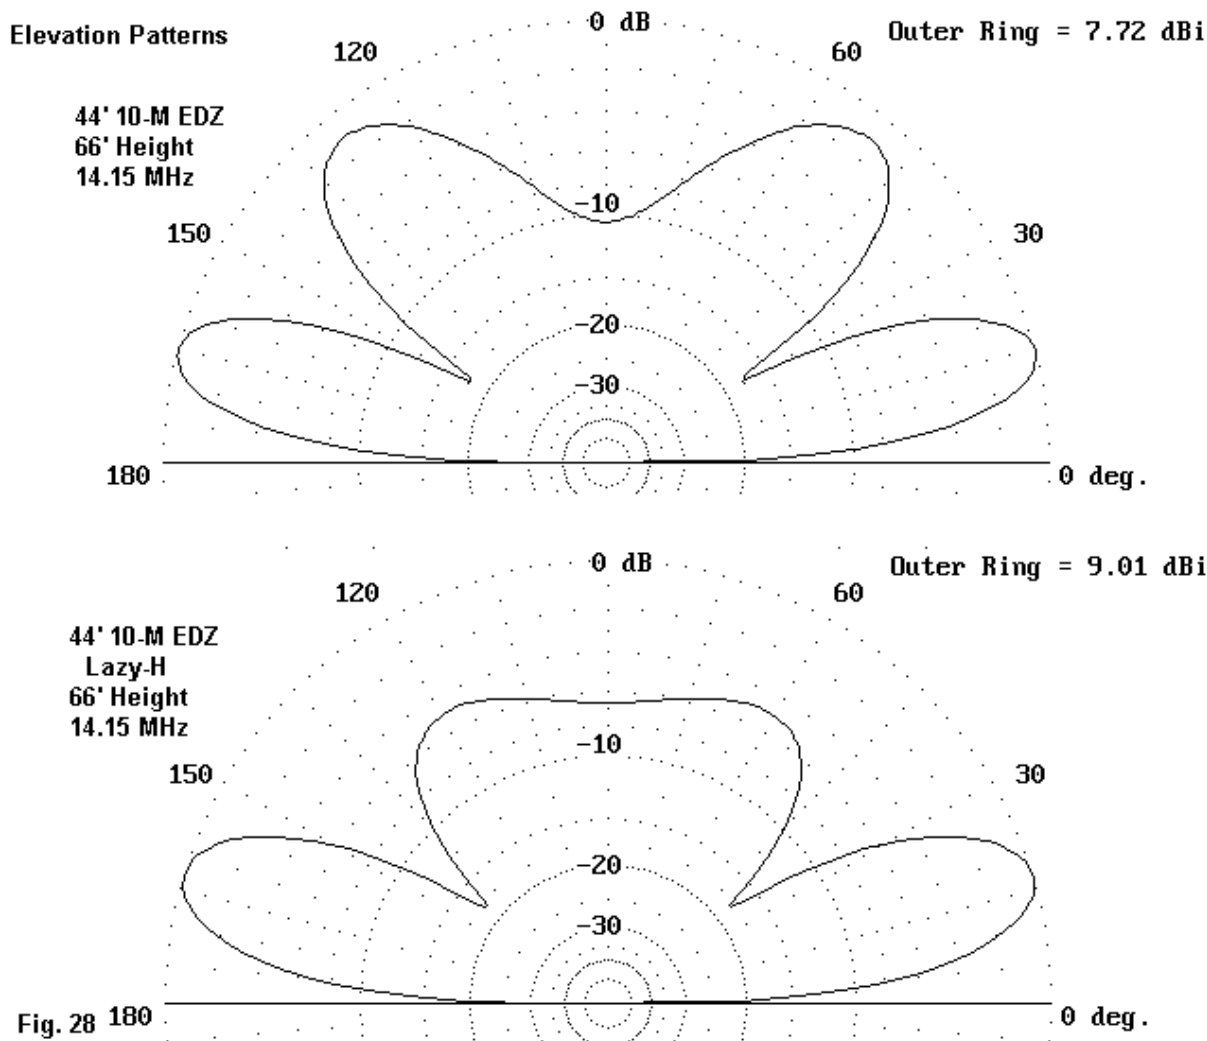 Elevation Patterns
0 dB
Outer Ring = 7.72 dBi
120
60
44' 10-M EDZ
66' Height
14.15 MHz
-10
150
30
-20
-30
180
0 deg.
0 dB
Outer Ring = 9.01 dBi
120
60
44' 10-M EDZ
Lazy-H
66' Height
14.15 MHz
-10
150
30
-20
-30
Fig. 28
180
0 deg.